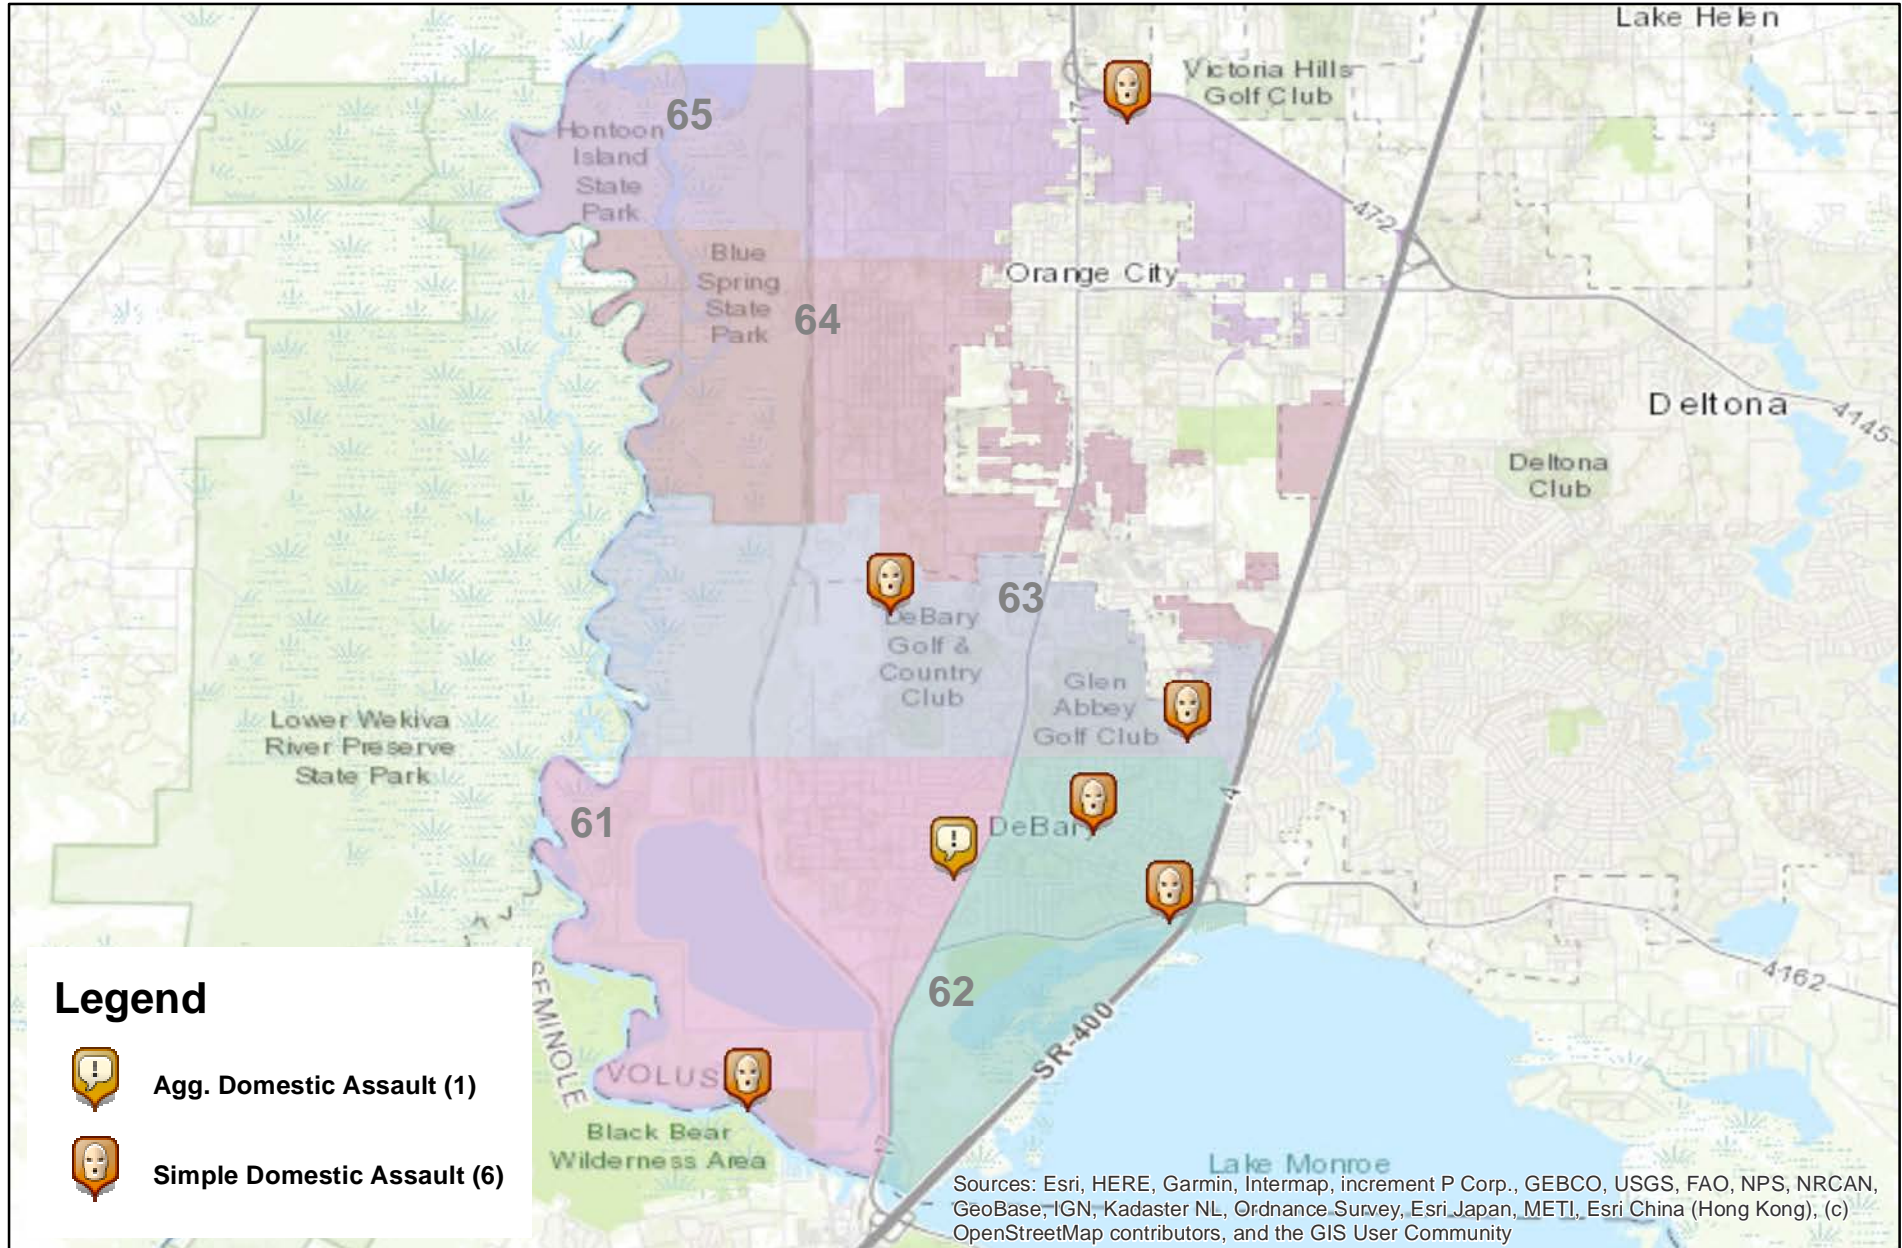 Lake Helen
Victoria Hills
Golf Club
17
65
Hontoon
Island
State
Park
472
Blue
Spring
State
Park
64
Orange City
Deltona
4145
Deltona
Club
63
DeBary
Golf &
Country
Club
Glen
Abbey
Golf Club
Lower Wekiva
River Preserve
State Park
4
61
DeBary
62
4162
SR-400
SEMINOLE
VOLUS
Black Bear
Wilderness Area
17
Lake Monroe
Legend
Agg. Domestic Assault (1)
Simple Domestic Assault (6)
Sources: Esri, HERE, Garmin, Intermap, increment P Corp., GEBCO, USGS, FAO, NPS, NRCAN,
GeoBase, IGN, Kadaster NL, Ordnance Survey, Esri Japan, METI, Esri China (Hong Kong), (c)
OpenStreetMap contributors, and the GIS User Community